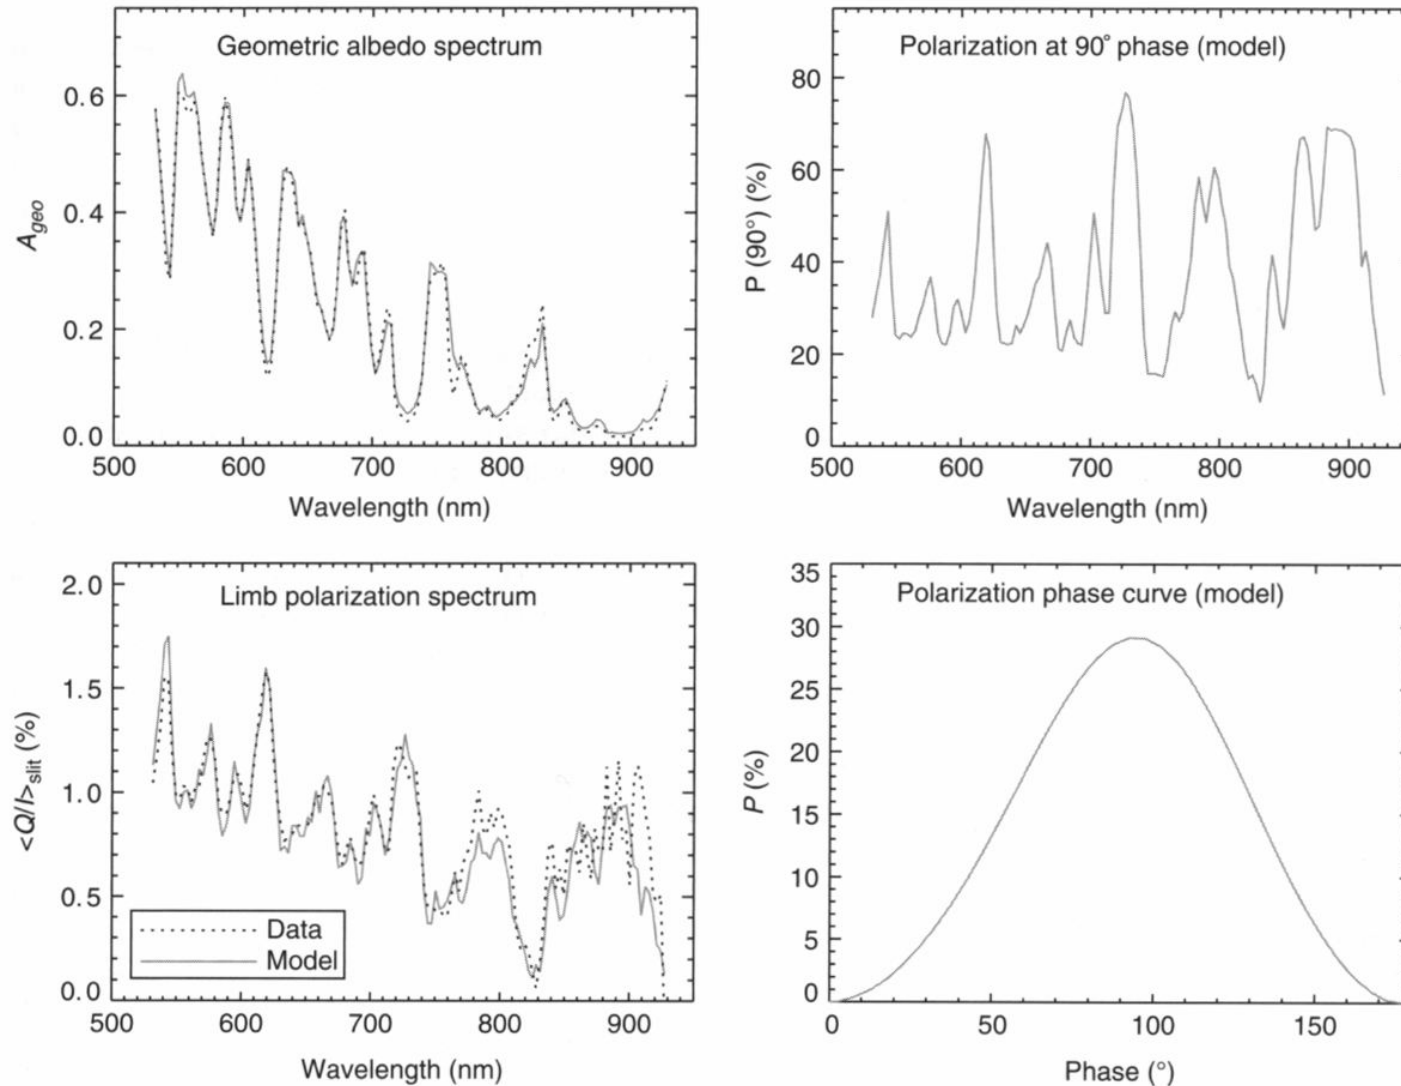 Geometric albedo spectrum
A_geo
0.6
0.4
0.2
0.0
500
600
700
800
900
Wavelength (nm)
Polarization at 90° phase (model)
P (90°) (%)
80
60
40
20
0
500
600
700
800
900
Wavelength (nm)
Limb polarization spectrum
<Q/I>slit (%)
2.0
1.5
1.0
0.5
0.0
Data
Model
500
600
700
800
900
Wavelength (nm)
Polarization phase curve (model)
P (%)
35
30
25
20
15
10
5
0
0
50
100
150
Phase (°)